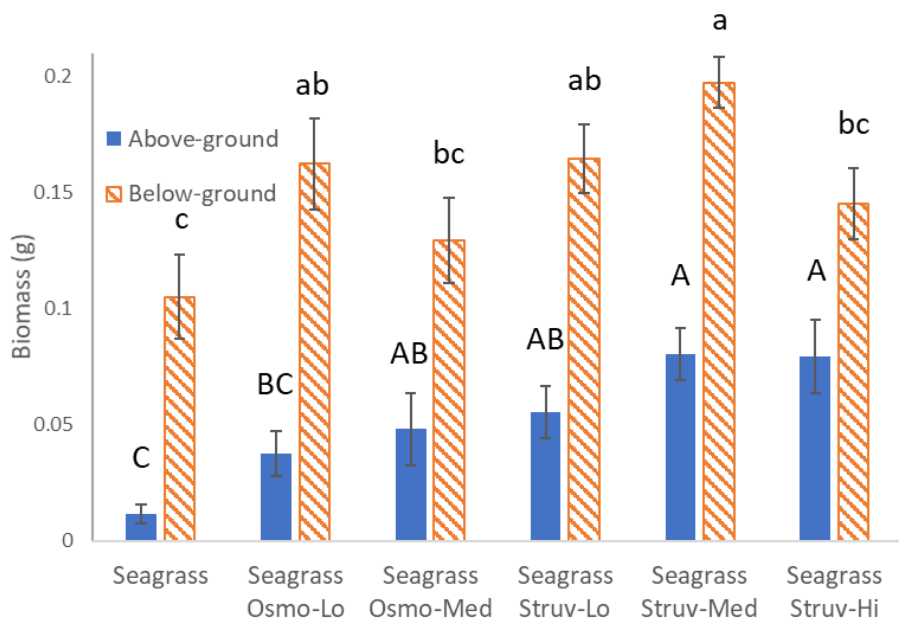 a
0.2
ab
ab
Above-ground
bc
bc
Below-ground
0.15
c
Biomass (g)
A
A
0.1
AB
AB
BC
0.05
C
0
Seagrass
Seagrass
Osmo-Lo
Seagrass
Osmo-Med
Seagrass
Struv-Lo
Seagrass
Struv-Med
Seagrass
Struv-Hi